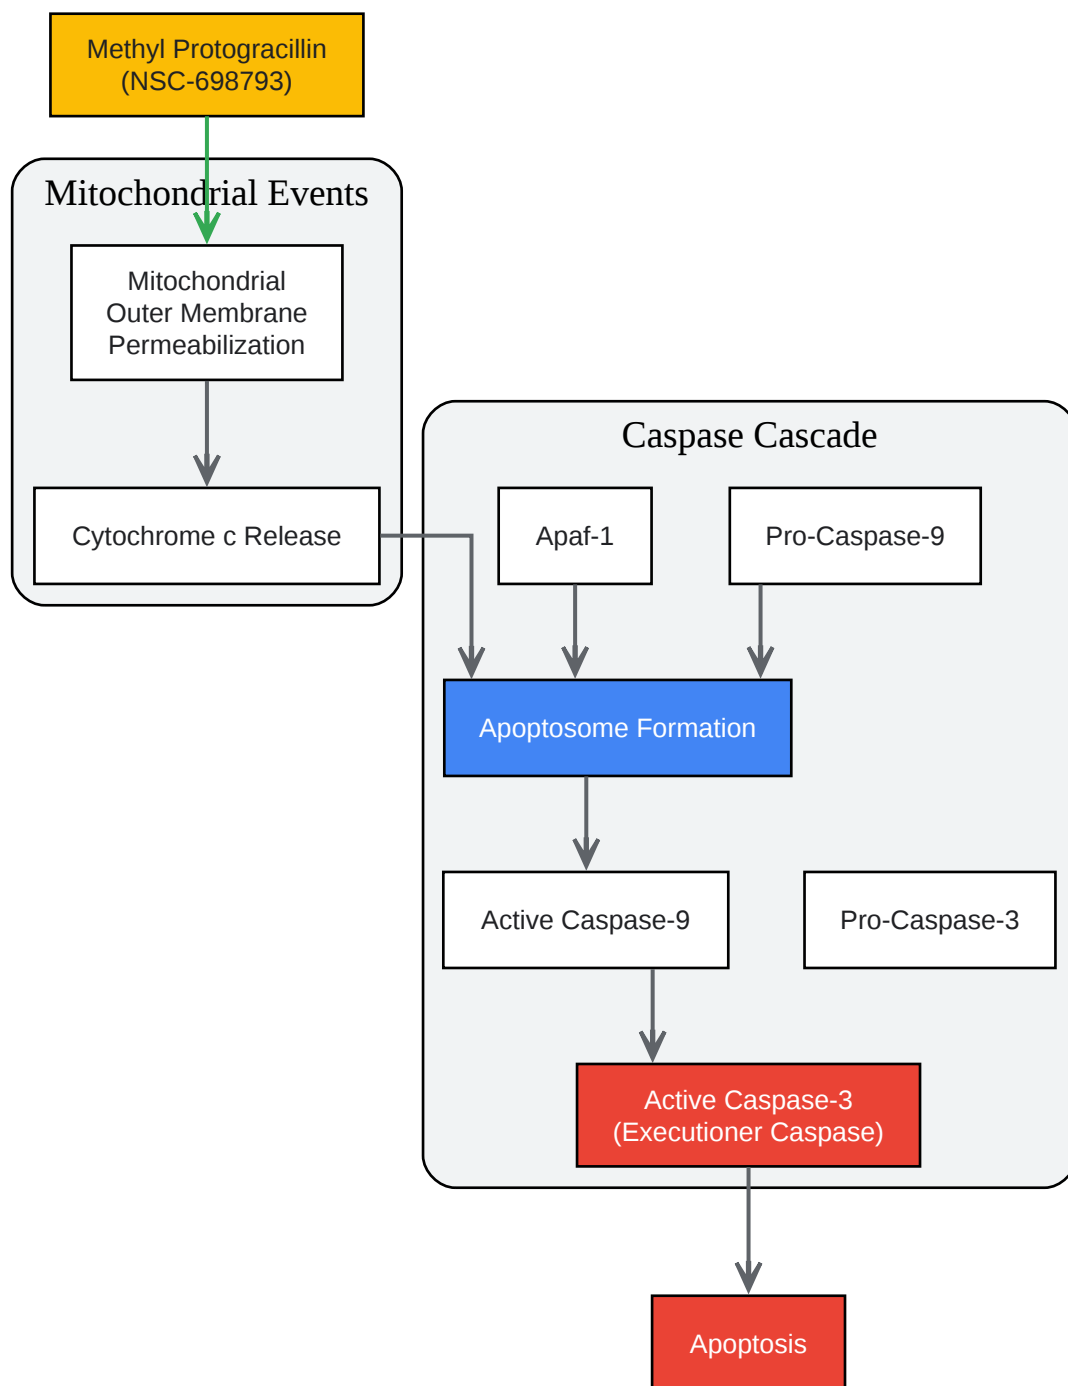 Methyl Protogracillin
(NSC-698793)
Mitochondrial Events
Mitochondrial
Outer Membrane
Permeabilization
Cytochrome c Release
Caspase Cascade
Apaf-1
Pro-Caspase-9
Apoptosome Formation
Active Caspase-9
Pro-Caspase-3
Active Caspase-3
(Executioner Caspase)
Apoptosis